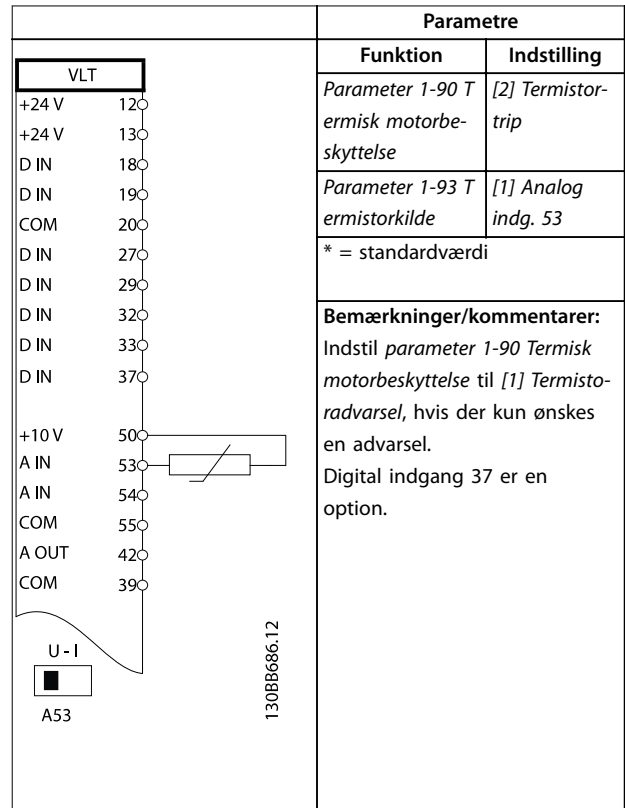 VLT
+24 V 12
+24 V 13
D IN 18
D IN 19
COM 20
D IN 27
D IN 29
D IN 32
D IN 33
D IN 37
+10 V 50
A IN 53
A IN 54
COM 55
A OUT 42
COM 39
U - I
A53
130BB686.12
Parametre
Funktion Indstilling
Parameter 1-90 T [2] Termistor-
ermisk motorbe- trip
skyttelse
Parameter 1-93 T [1] Analog
ermistorkilde indg. 53
* = standardværdi
Bemærkninger/kommentarer:
Indstil parameter 1-90 Termisk
motorbeskyttelse til [1] Termisto-
radvarsel, hvis der kun ønskes
en advarsel.
Digital indgang 37 er en
option.